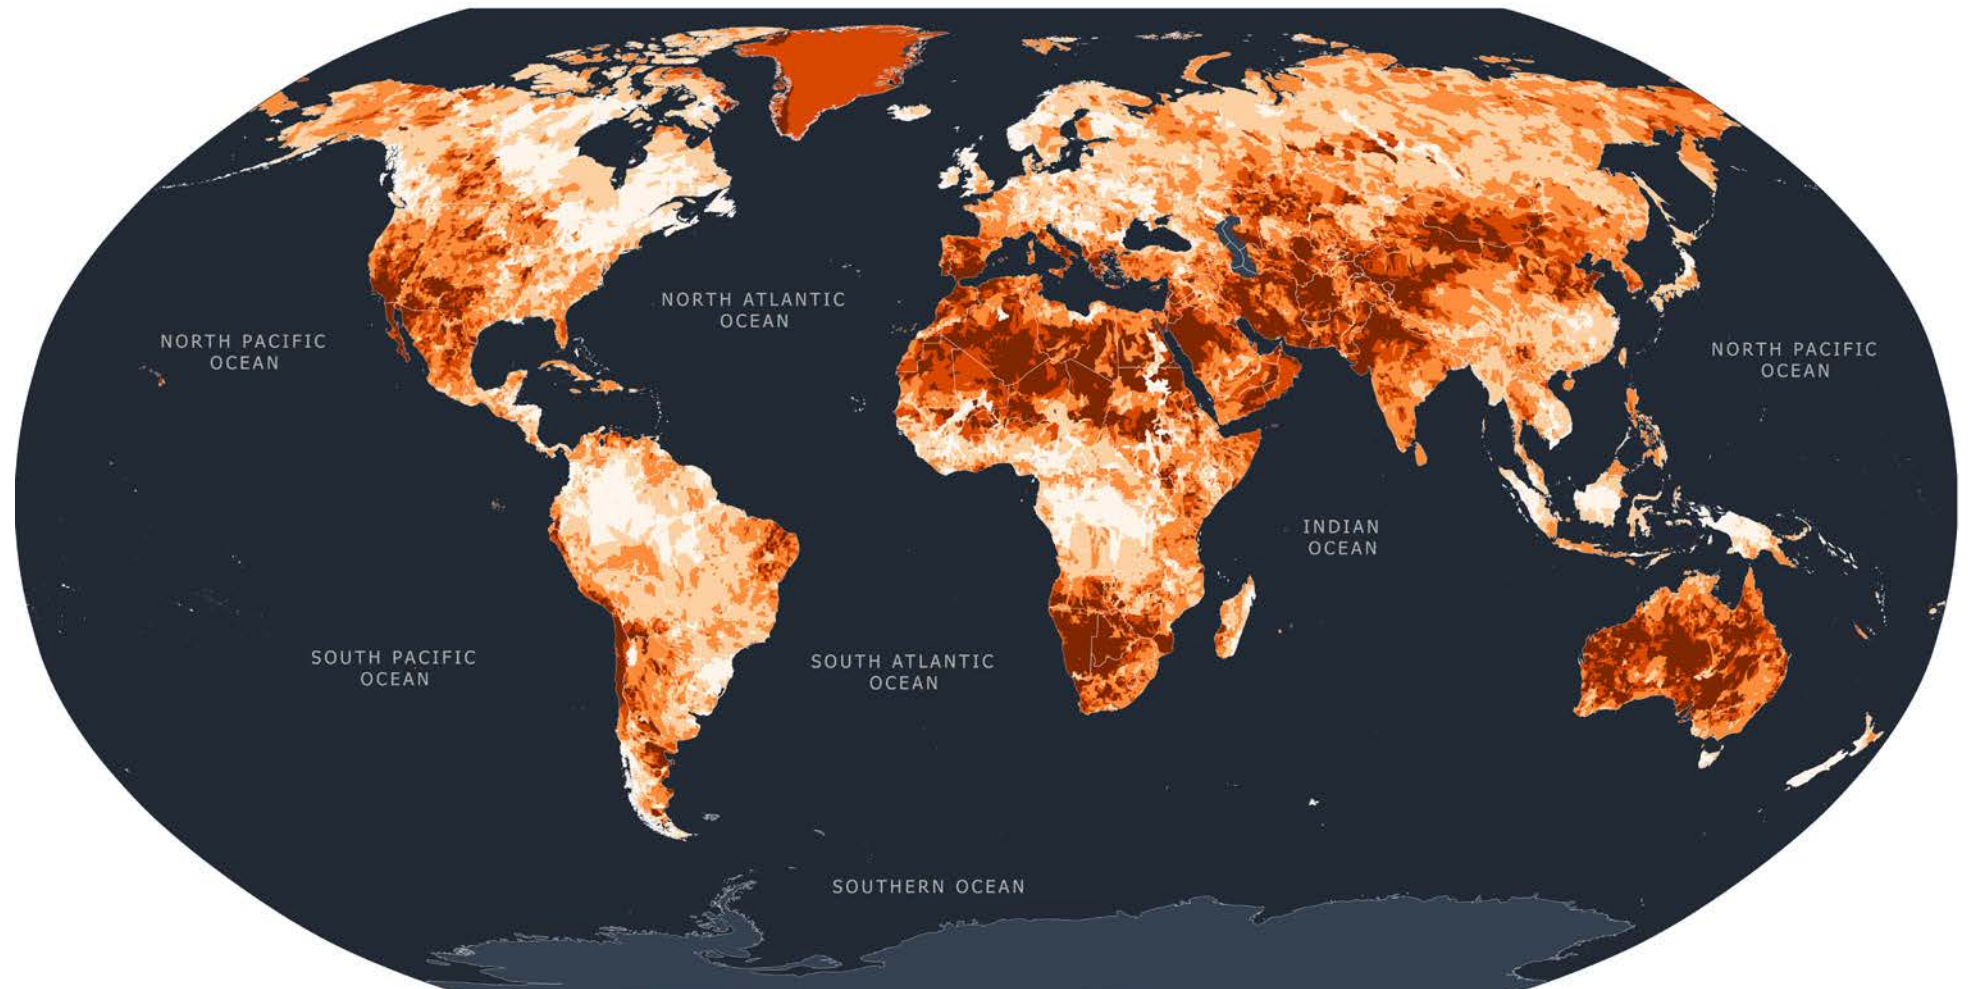 NORTH ATLANTIC
OCEAN
NORTH PACIFIC
OCEAN
NORTH PACIFIC
OCEAN
INDIAN
OCEAN
SOUTH PACIFIC
OCEAN
SOUTH ATLANTIC
OCEAN
SOUTHERN OCEAN